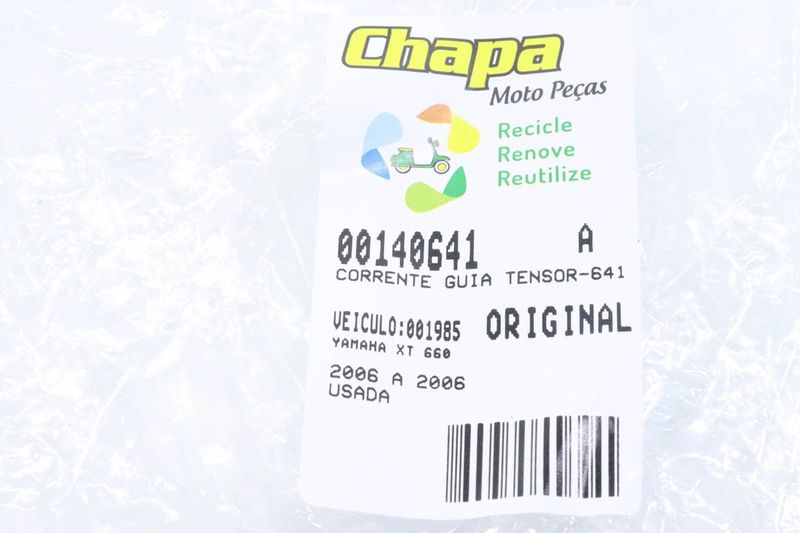 Chapa
Moto Peças
Recicle
Renove
Reutilize
00140641 A
CORRENTE GUIA TENSOR-641
VEICULO:001985 ORIGINAL
YAMAHA XT 660
2006 A 2006
USADA